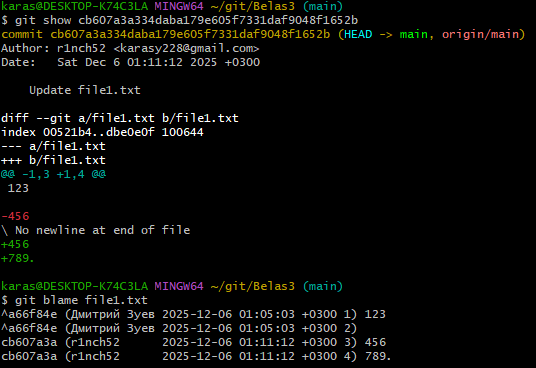 karas@DESKTOP-K74C3LA MINGW64 ~/git/Belas3 (main)
$ git show cb607a3a334daba179e605f7331daf9048f1652b
commit cb607a3a334daba179e605f7331daf9048f1652b (HEAD -> main, origin/main)
Author: r1nch52 <karasy228@gmail.com>
Date:   Sat Dec 6 01:11:12 2025 +0300

    Update file1.txt

diff --git a/file1.txt b/file1.txt
index 00521b4..dbe0e0f 100644
--- a/file1.txt
+++ b/file1.txt
@@ -1,3 +1,4 @@
 123

-456
\ No newline at end of file
+456
+789.

karas@DESKTOP-K74C3LA MINGW64 ~/git/Belas3 (main)
$ git blame file1.txt
^a66f84e (Дмитрий Зуев 2025-12-06 01:05:03 +0300 1) 123
^a66f84e (Дмитрий Зуев 2025-12-06 01:05:03 +0300 2)
cb607a3a (r1nch52      2025-12-06 01:11:12 +0300 3) 456
cb607a3a (r1nch52      2025-12-06 01:11:12 +0300 4) 789.